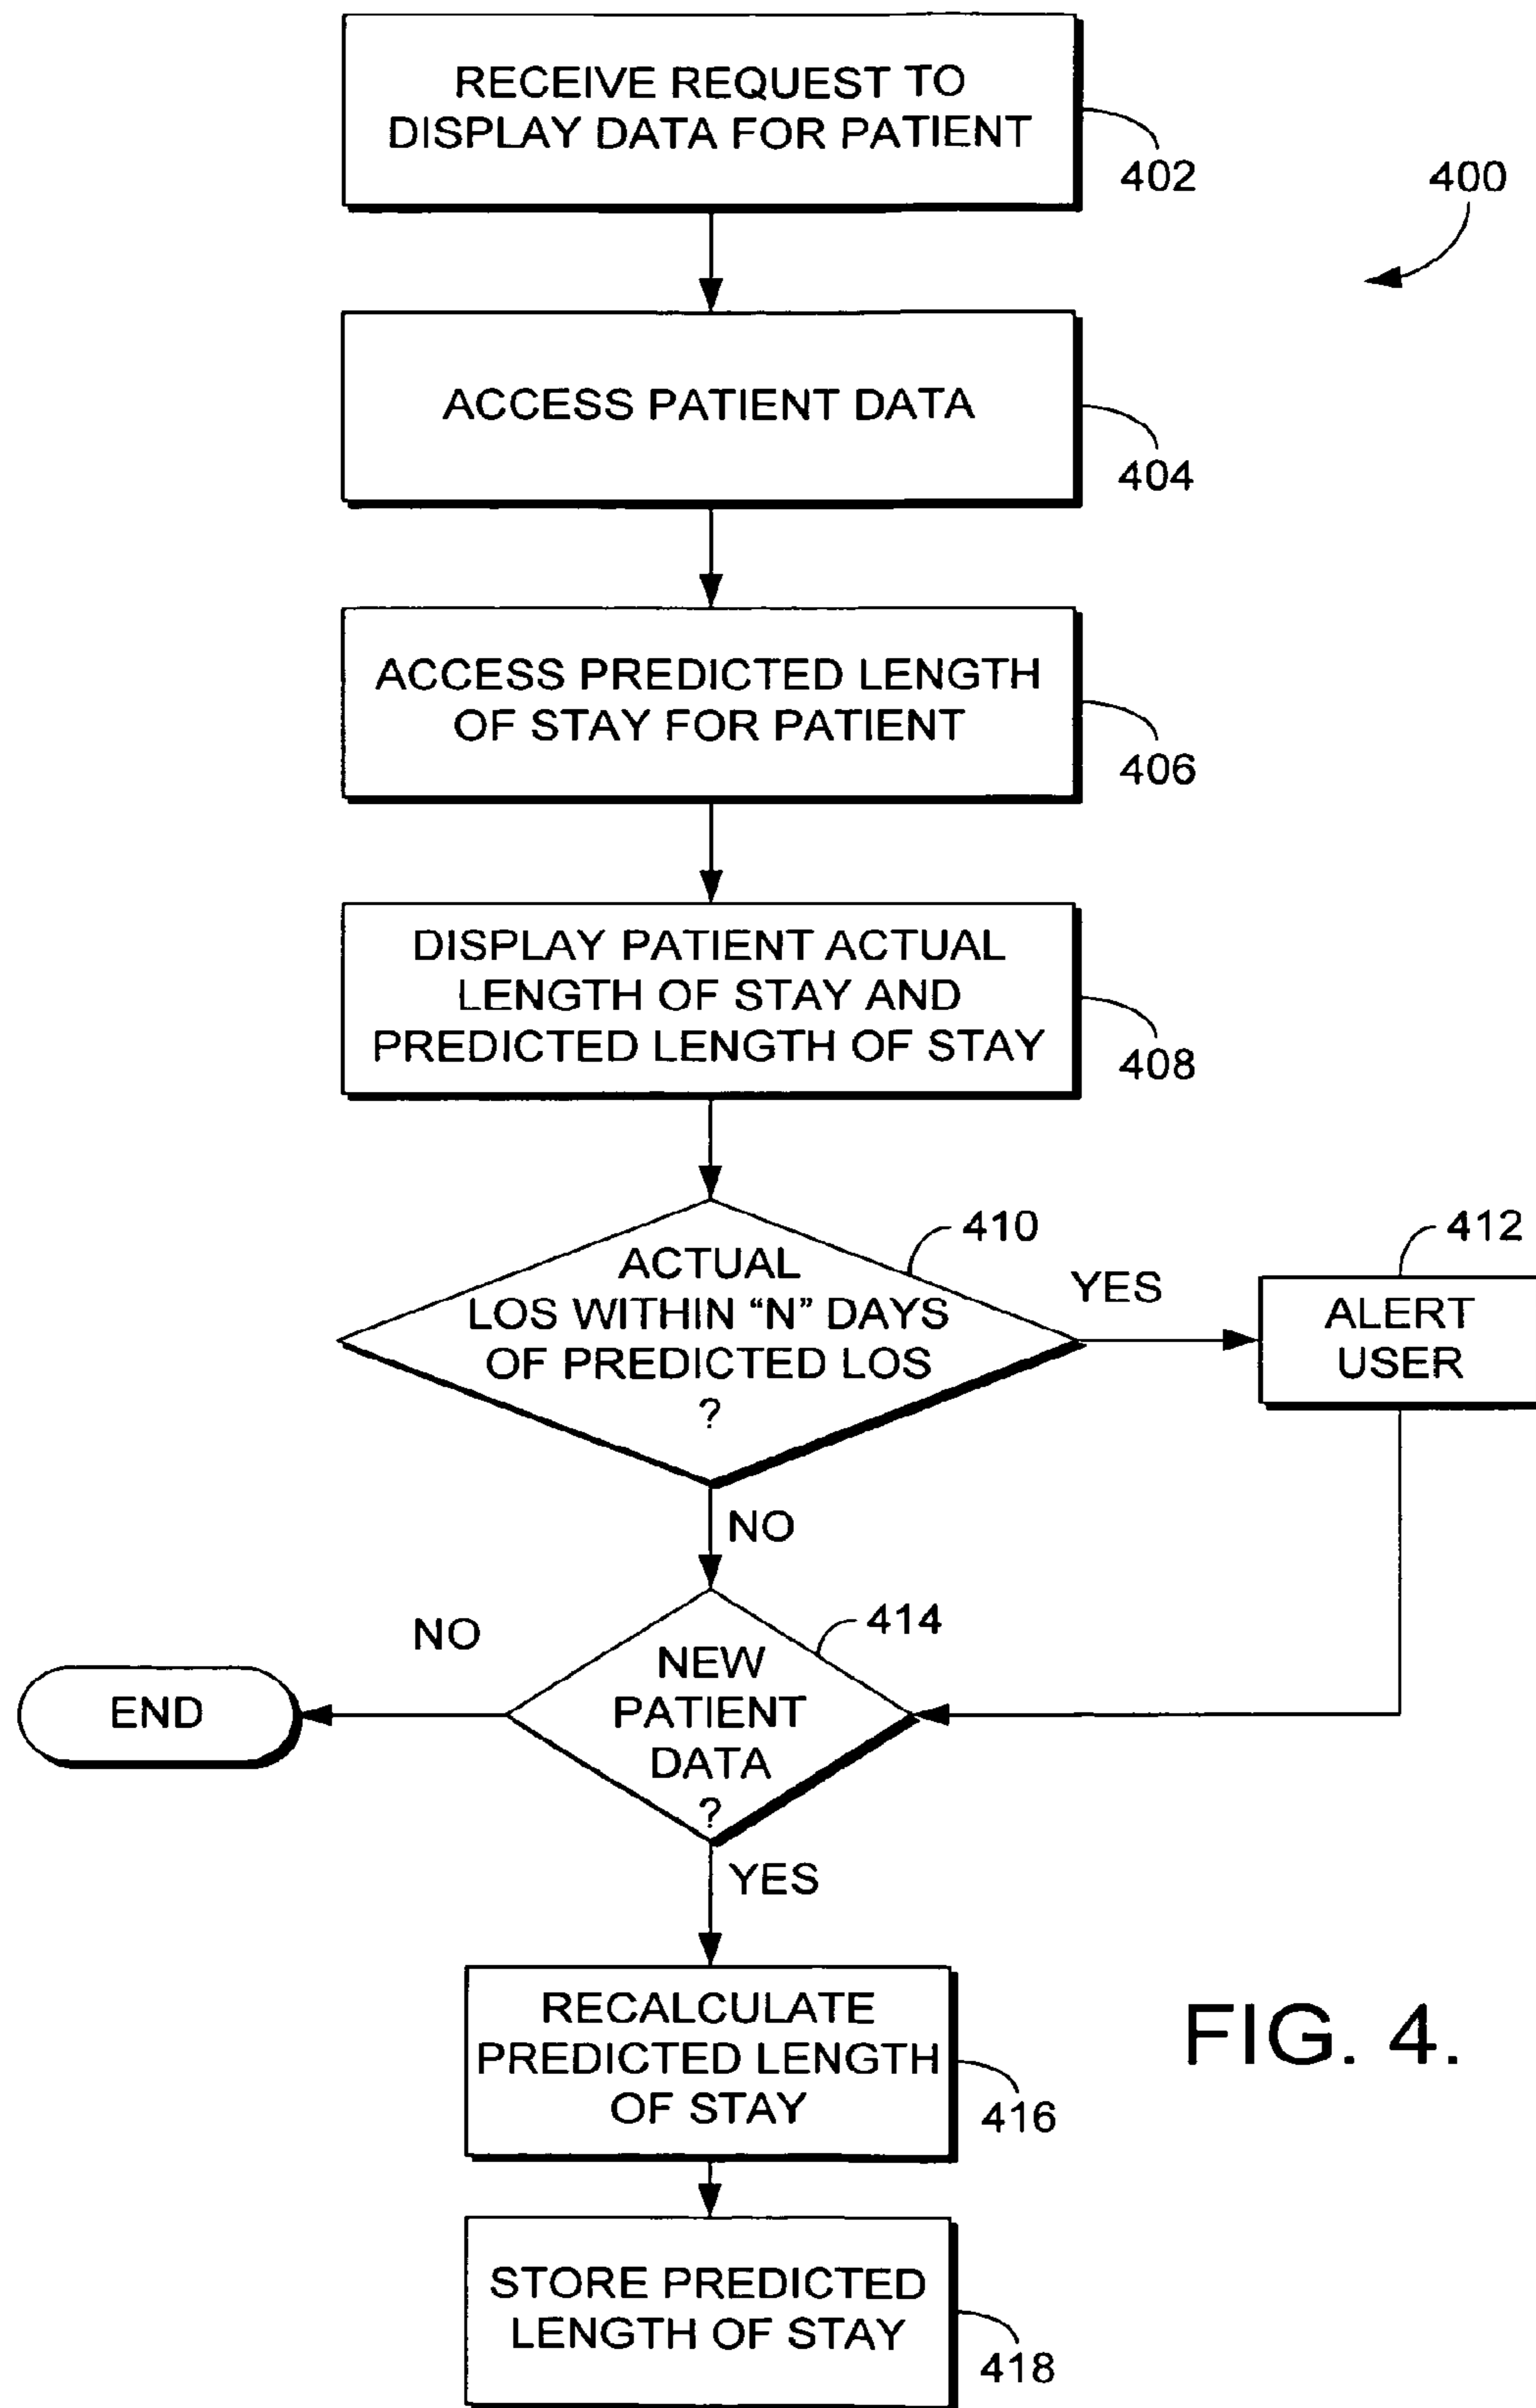 RECEIVE REQUEST TO
DISPLAY DATA FOR PATIENT
402
400
ACCESS PATIENT DATA
404
ACCESS PREDICTED LENGTH
OF STAY FOR PATIENT
406
DISPLAY PATIENT ACTUAL
LENGTH OF STAY AND
PREDICTED LENGTH OF STAY
408
410
ACTUAL
LOS WITHIN “N” DAYS
OF PREDICTED LOS
?
YES
412
ALERT
USER
NO
414
NEW
PATIENT
DATA
?
NO
END
YES
RECALCULATE
PREDICTED LENGTH
OF STAY
416
FIG. 4.
STORE PREDICTED
LENGTH OF STAY
418